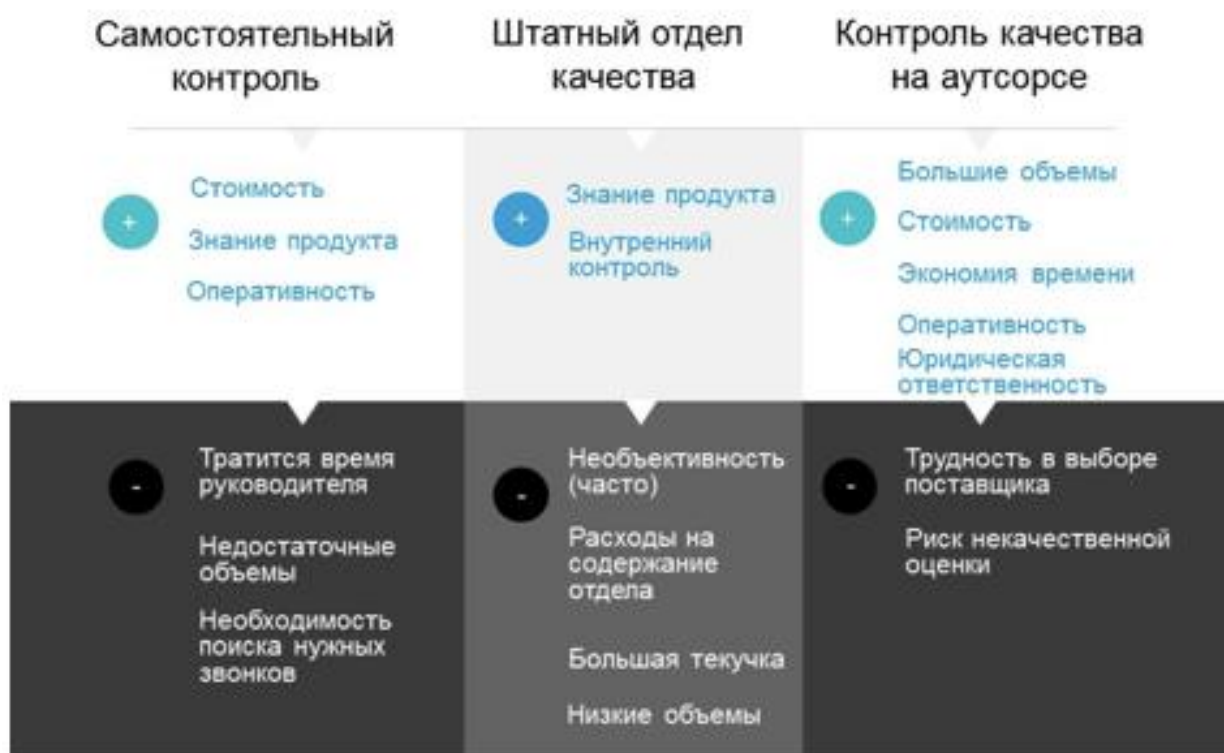 Самостоятельный
контроль
Штатный отдел
качества
Контроль качества
на аутсорсе
+
Стоимость
Знание продукта
Оперативность
+
Знание продукта
Внутренний
контроль
+
Большие объемы
Стоимость
Экономия времени
Оперативность
Юридическая
ответственность
-
Тратится время
руководителя
Недостаточные
объемы
Необходимость
поиска нужных
звонков
-
Необъективность
(часто)
Расходы на
содержание
отдела
Большая текучка
Низкие объемы
-
Трудность в выборе
поставщика
Риск некачественной
оценки